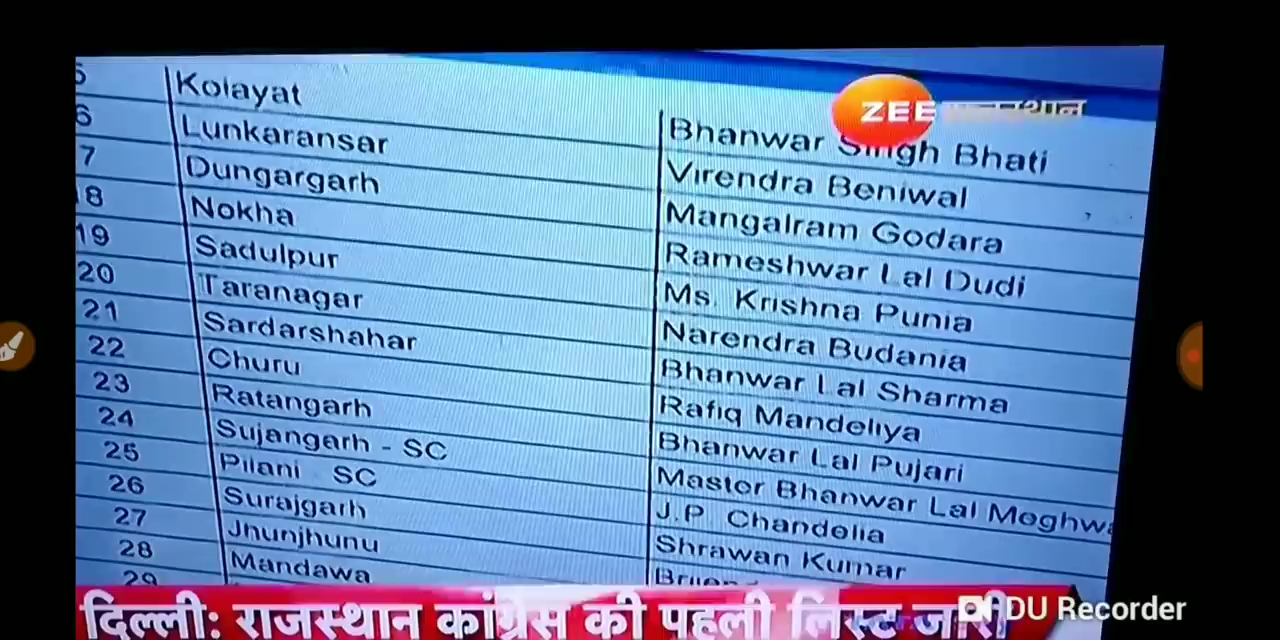 ZEE राजस्थान
5 Kolayat Bhanwar Singh Bhati
6 Lunkaransar Virendra Beniwal
7 Dungargarh Mangalram Godara
18 Nokha Rameshwar Lal Dudi
19 Sadulpur Ms. Krishna Punia
20 Taranagar Narendra Budania
21 Sardarshahar Bhanwar Lal Sharma
22 Churu Rafiq Mandeliya
23 Ratangarh Bhanwar Lal Pujari
24 Sujangarh - SC Master Bhanwar Lal Meghwa
25 Pilani SC J.P. Chandelia
26 Surajgarh Shrawan Kumar
27 Jhunjhunu
28 Mandawa
29
दिल्ली: राजस्थान कांग्रेस की पहली लिस्ट जारी
DU Recorder